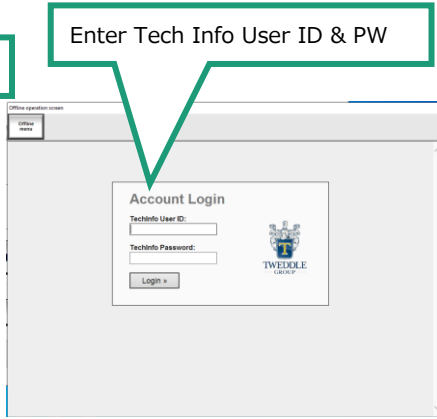 Enter Tech Info User ID & PW
Offline operation screen
Offline
menu
Account Login
TechInfo User ID:
TechInfo Password:
Login »
TWEDDLE
GROUP